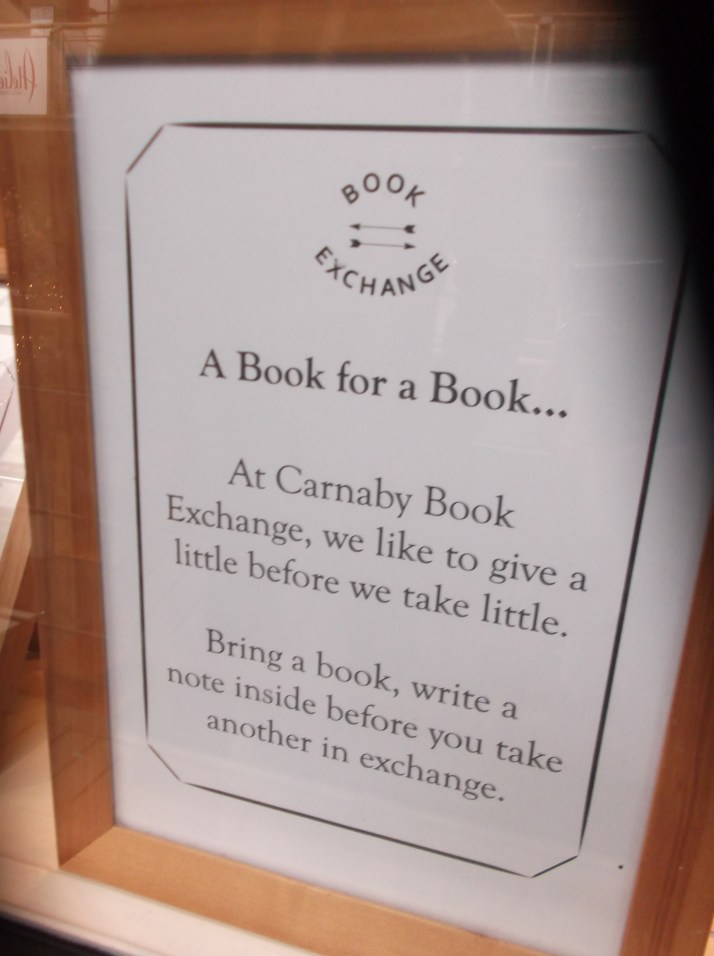 BOOK
EXCHANGE
A Book for a Book...
At Carnaby Book
Exchange, we like to give a
little before we take little.
Bring a book, write a
note inside before you take
another in exchange.